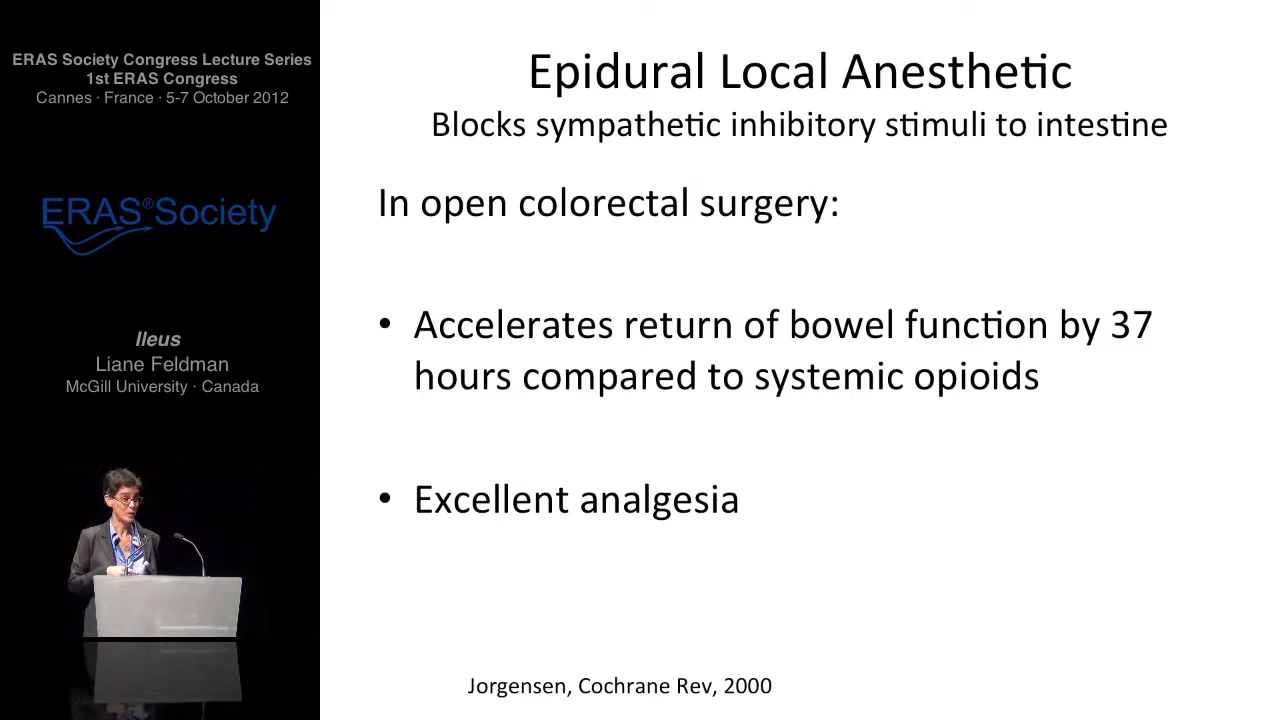 ERAS Society Congress Lecture Series
1st ERAS Congress
Cannes · France · 5-7 October 2012
ERAS® Society
Ileus
Liane Feldman
McGill University · Canada
Epidural Local Anesthetic
Blocks sympathetic inhibitory stimuli to intestine
In open colorectal surgery:
• Accelerates return of bowel function by 37
hours compared to systemic opioids
• Excellent analgesia
Jorgensen, Cochrane Rev, 2000